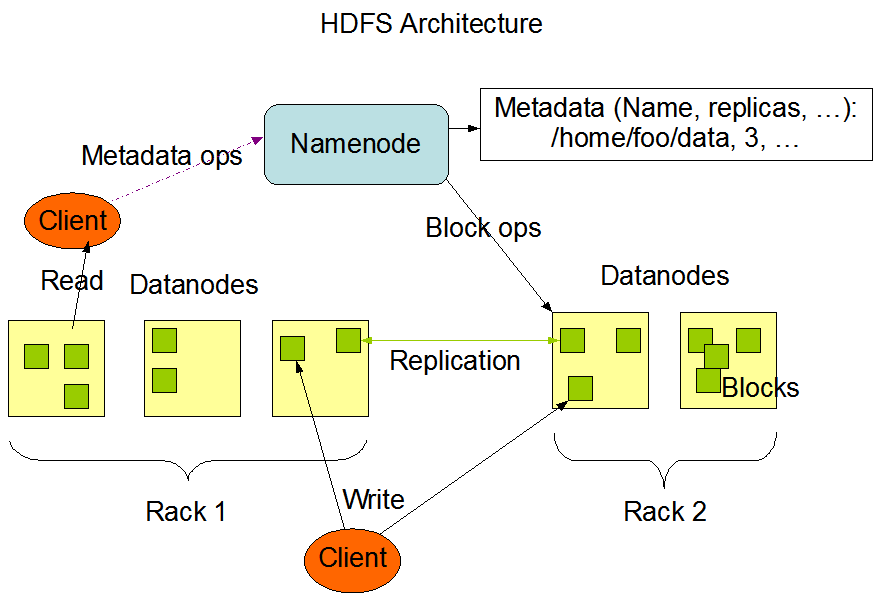 HDFS Architecture
Metadata (Name, replicas, …):
/home/foo/data, 3, …
Namenode
Metadata ops
Client
Block ops
Read
Datanodes
Datanodes
Replication
Blocks
Rack 1
Write
Rack 2
Client